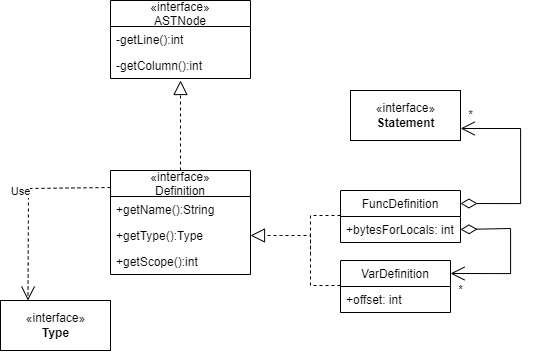 «interface»
ASTNode
-getLine():int
-getColumn():int
«interface»
Statement
*
«interface»
Definition
+getName():String
+getType():Type
+getScope():int
Use
FuncDefinition
+bytesForLocals: int
VarDefinition
+offset: int
*
«interface»
Type